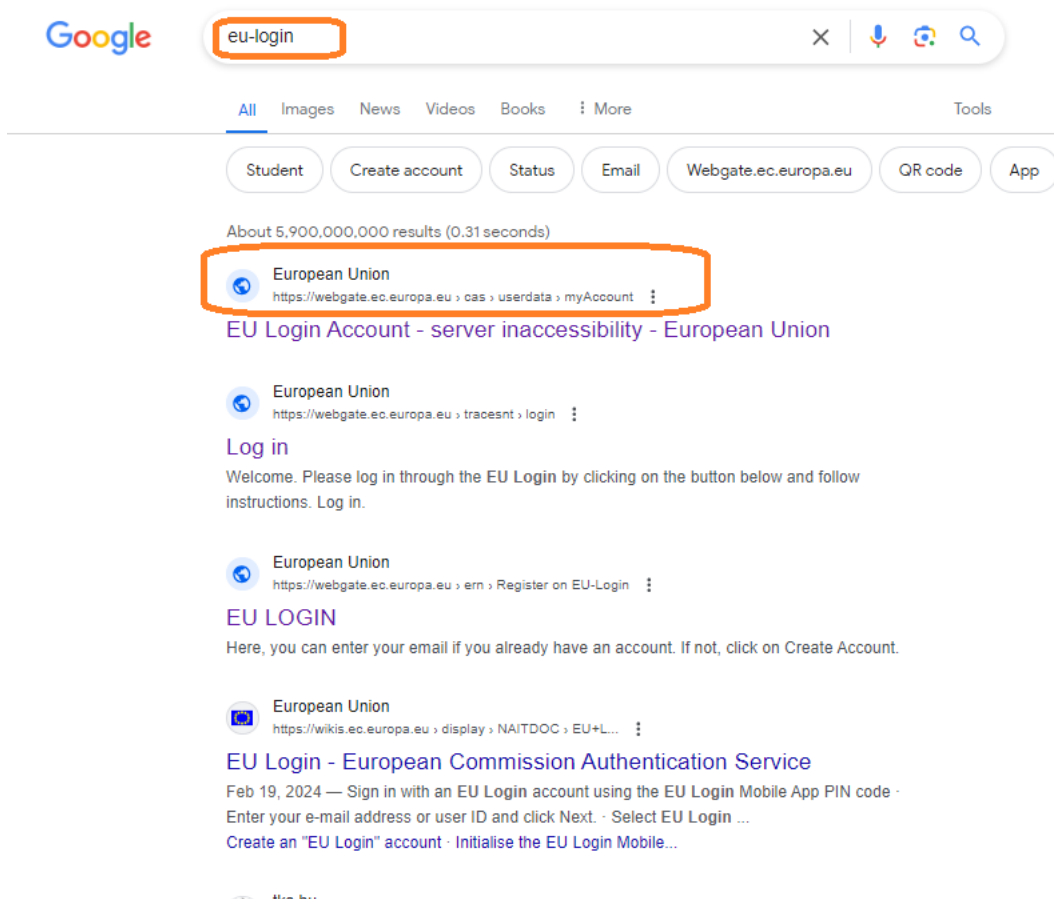 Google
eu-login
All Images News Videos Books More Tools
Student Create account Status Email Webgate.ec.europa.eu QR code App
About 5,900,000,000 results (0.31 seconds)
European Union
https://webgate.ec.europa.eu › cas › userdata › myAccount
EU Login Account - server inaccessibility - European Union
European Union
https://webgate.ec.europa.eu › tracesnt › login
Log in
Welcome. Please log in through the EU Login by clicking on the button below and follow
instructions. Log in.
European Union
https://webgate.ec.europa.eu › ern › Register on EU-Login
EU LOGIN
Here, you can enter your email if you already have an account. If not, click on Create Account.
European Union
https://wikis.ec.europa.eu › display › NAITDOC › EU+L...
EU Login - European Commission Authentication Service
Feb 19, 2024 — Sign in with an EU Login account using the EU Login Mobile App PIN code ·
Enter your e-mail address or user ID and click Next. · Select EU Login ...
Create an "EU Login" account · Initialise the EU Login Mobile...